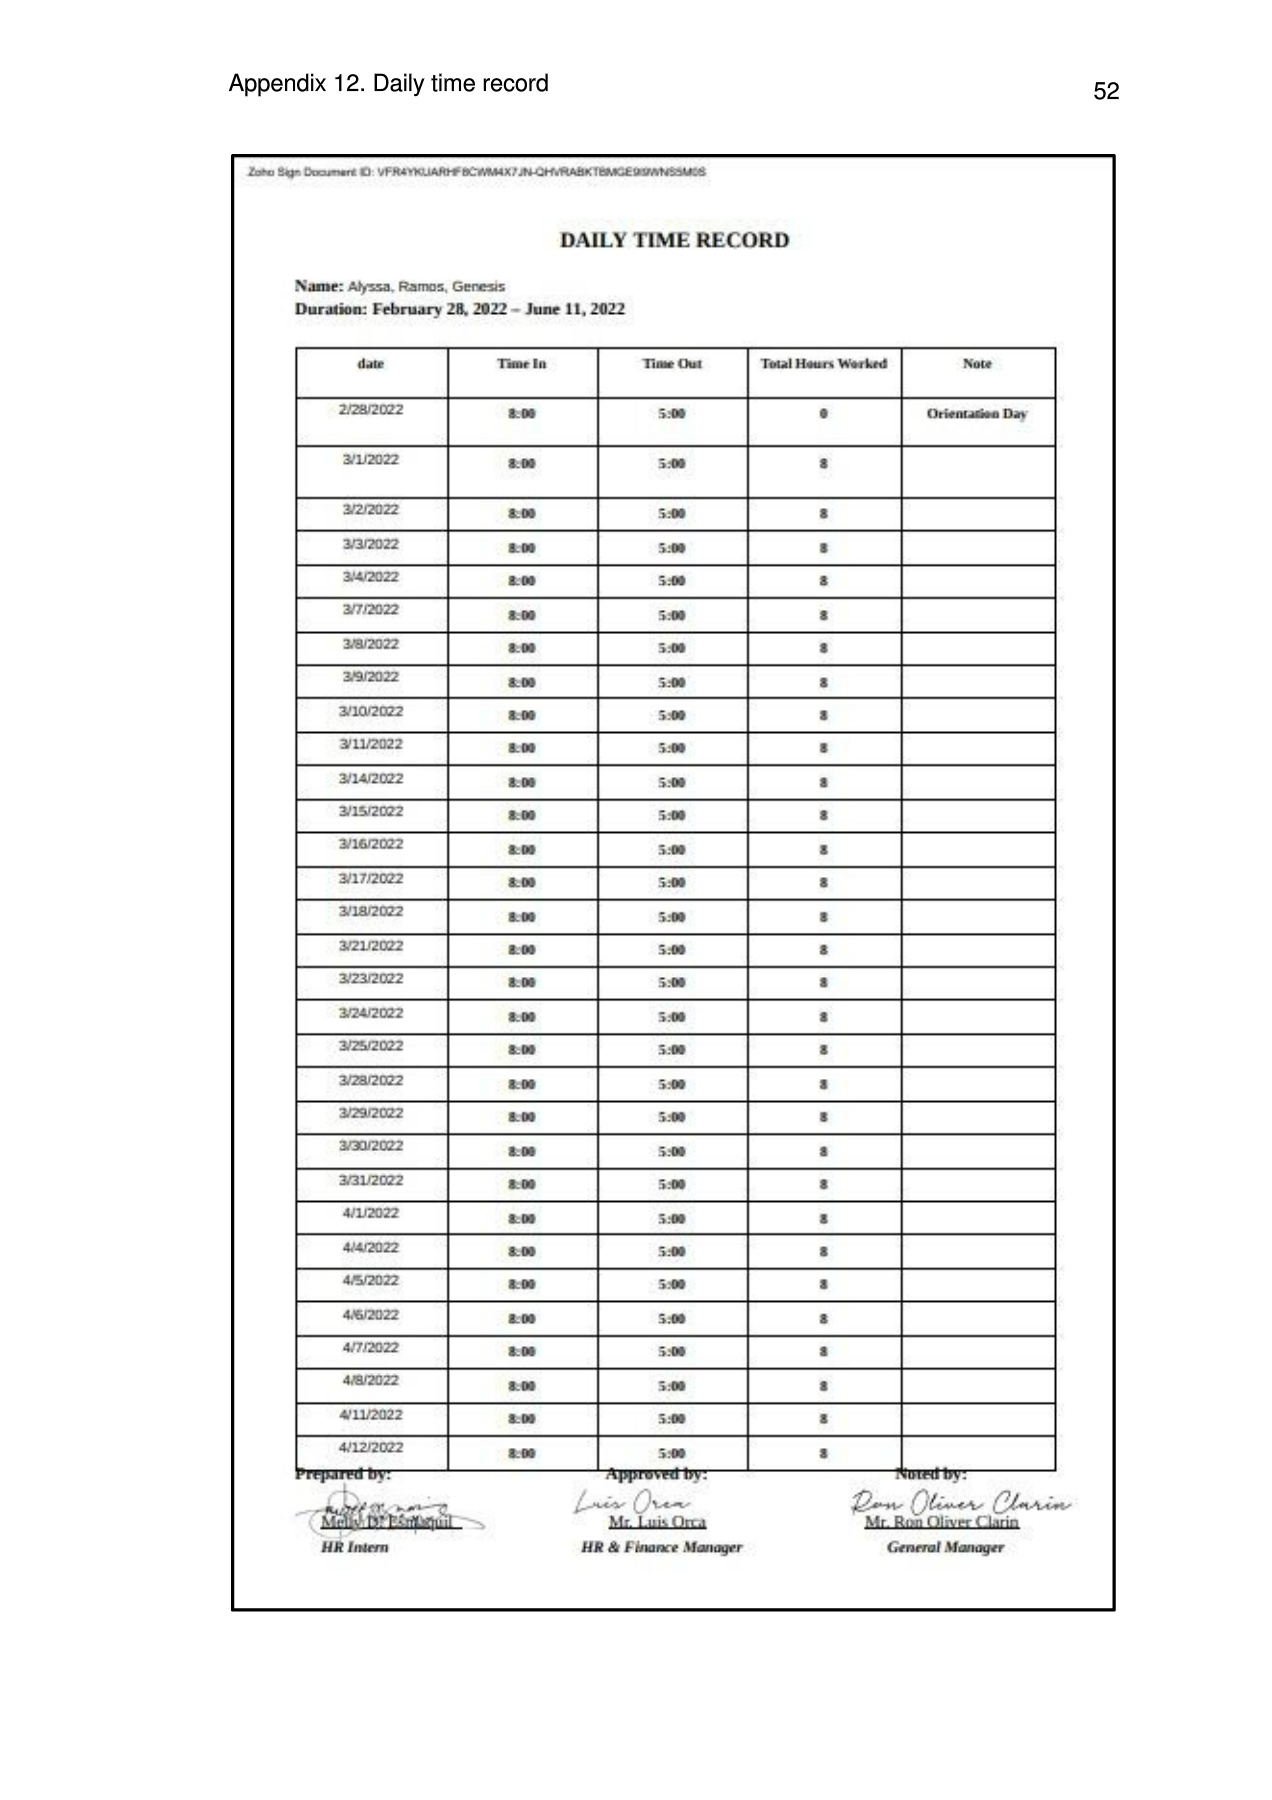 Appendix 12. Daily time record
52
Zoho Sign Document ID: VFR4YKUARHF8CWM4X7JN-QHVRABKTBMGE9I9WNS5M0S
DAILY TIME RECORD
Name: Alyssa, Ramos, Genesis
Duration: February 28, 2022 – June 11, 2022
date Time In Time Out Total Hours Worked Note
2/28/2022 8:00 5:00 0 Orientation Day
3/1/2022 8:00 5:00 8
3/2/2022 8:00 5:00 8
3/3/2022 8:00 5:00 8
3/4/2022 8:00 5:00 8
3/7/2022 8:00 5:00 8
3/8/2022 8:00 5:00 8
3/9/2022 8:00 5:00 8
3/10/2022 8:00 5:00 8
3/11/2022 8:00 5:00 8
3/14/2022 8:00 5:00 8
3/15/2022 8:00 5:00 8
3/16/2022 8:00 5:00 8
3/17/2022 8:00 5:00 8
3/18/2022 8:00 5:00 8
3/21/2022 8:00 5:00 8
3/23/2022 8:00 5:00 8
3/24/2022 8:00 5:00 8
3/25/2022 8:00 5:00 8
3/28/2022 8:00 5:00 8
3/29/2022 8:00 5:00 8
3/30/2022 8:00 5:00 8
3/31/2022 8:00 5:00 8
4/1/2022 8:00 5:00 8
4/4/2022 8:00 5:00 8
4/5/2022 8:00 5:00 8
4/6/2022 8:00 5:00 8
4/7/2022 8:00 5:00 8
4/8/2022 8:00 5:00 8
4/11/2022 8:00 5:00 8
4/12/2022 8:00 5:00 8
Prepared by: Approved by: Noted by:
Luis Orca Ron Oliver Clarin
Melly D. Mr. Luis Orca Mr. Ron Oliver Clarin
HR Intern HR & Finance Manager General Manager